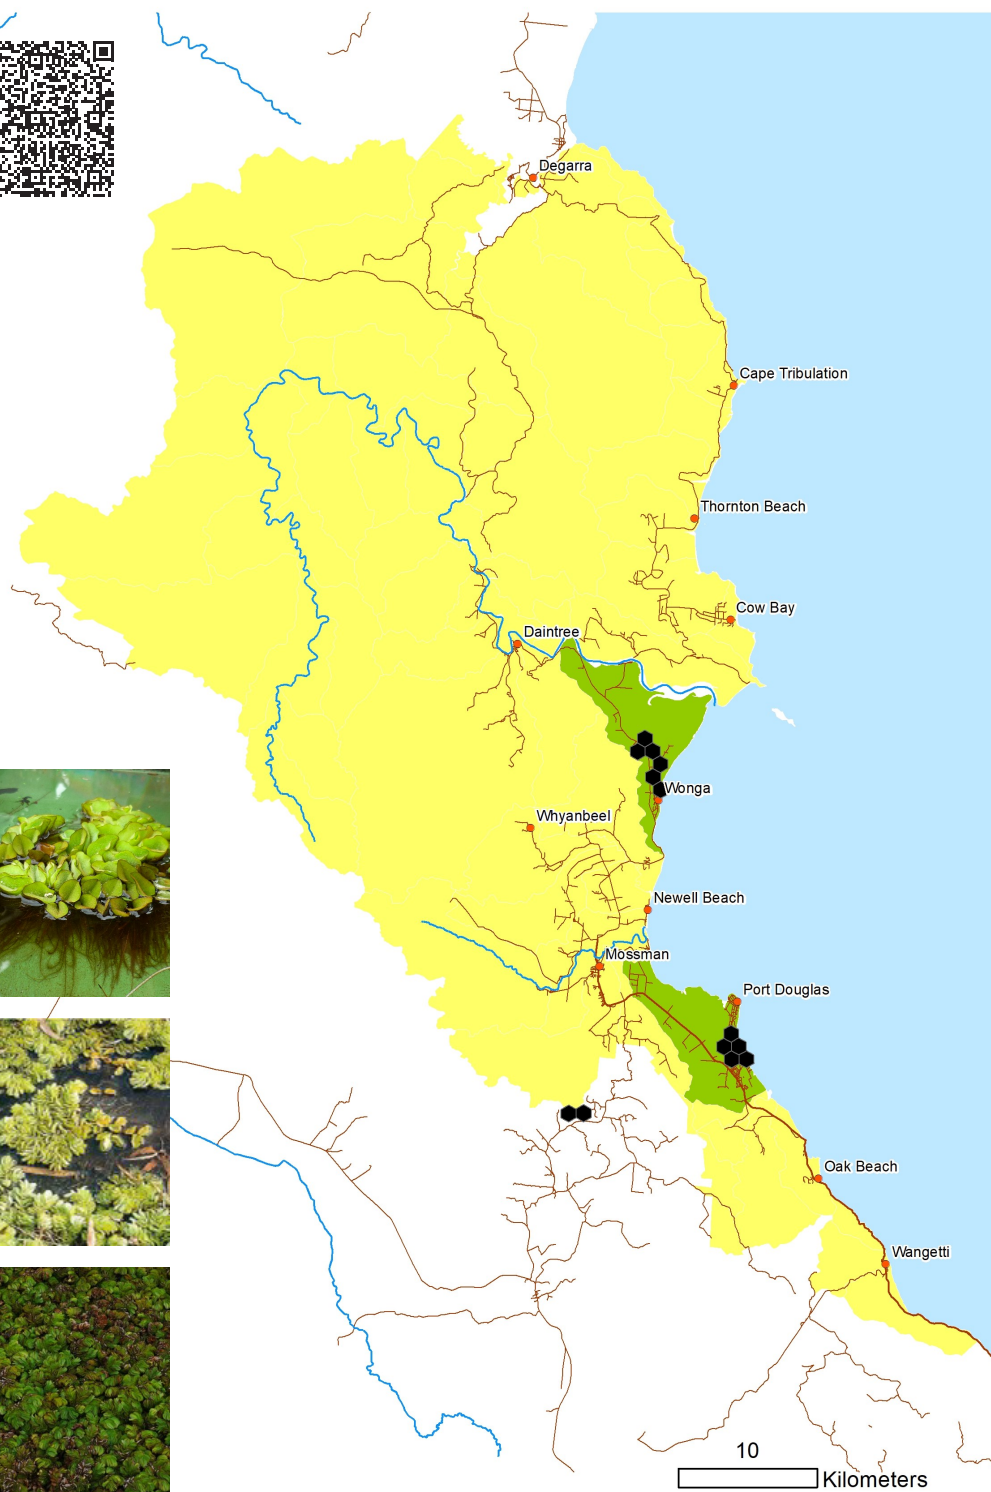 Degarra
Cape Tribulation
Thornton Beach
Cow Bay
Daintree
Wonga
Whyanbeel
Newell Beach
Mossman
Port Douglas
Oak Beach
Wangetti
10
Kilometers